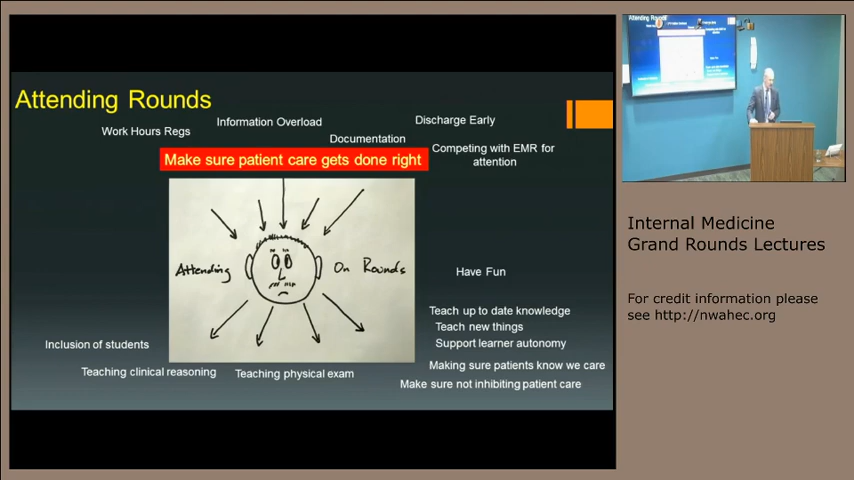 Attending Rounds
Work Hours Regs
Information Overload
Documentation
Discharge Early
Competing with EMR for
attention
Make sure patient care gets done right
Attending
On Rounds
Have Fun
Teach up to date knowledge
Teach new things
Support learner autonomy
Making sure patients know we care
Make sure not inhibiting patient care
Inclusion of students
Teaching clinical reasoning
Teaching physical exam
Attending Rounds
Internal Medicine
Grand Rounds Lectures
For credit information please
see http://nwahec.org